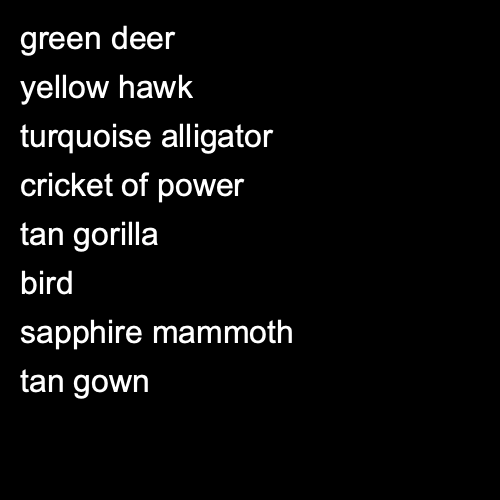 green deer
yellow hawk
turquoise alligator
cricket of power
tan gorilla
bird
sapphire mammoth
tan gown